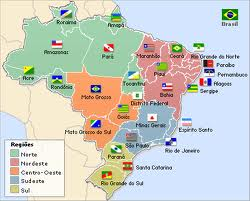 Brasil
Roraima
Amapá
Amazonas
Pará
Maranhão
Ceará
Rio Grande do Norte
Paraíba
Pernambuco
Piauí
Alagoas
Sergipe
Acre
Rondônia
Tocantins
Bahia
Mato Grosso
Distrito Federal
Goiás
Minas Gerais
Mato Grosso do Sul
Espírito Santo
São Paulo
Rio de Janeiro
Paraná
Santa Catarina
Rio Grande do Sul
Regiões
Norte
Nordeste
Centro-Oeste
Sudeste
Sul